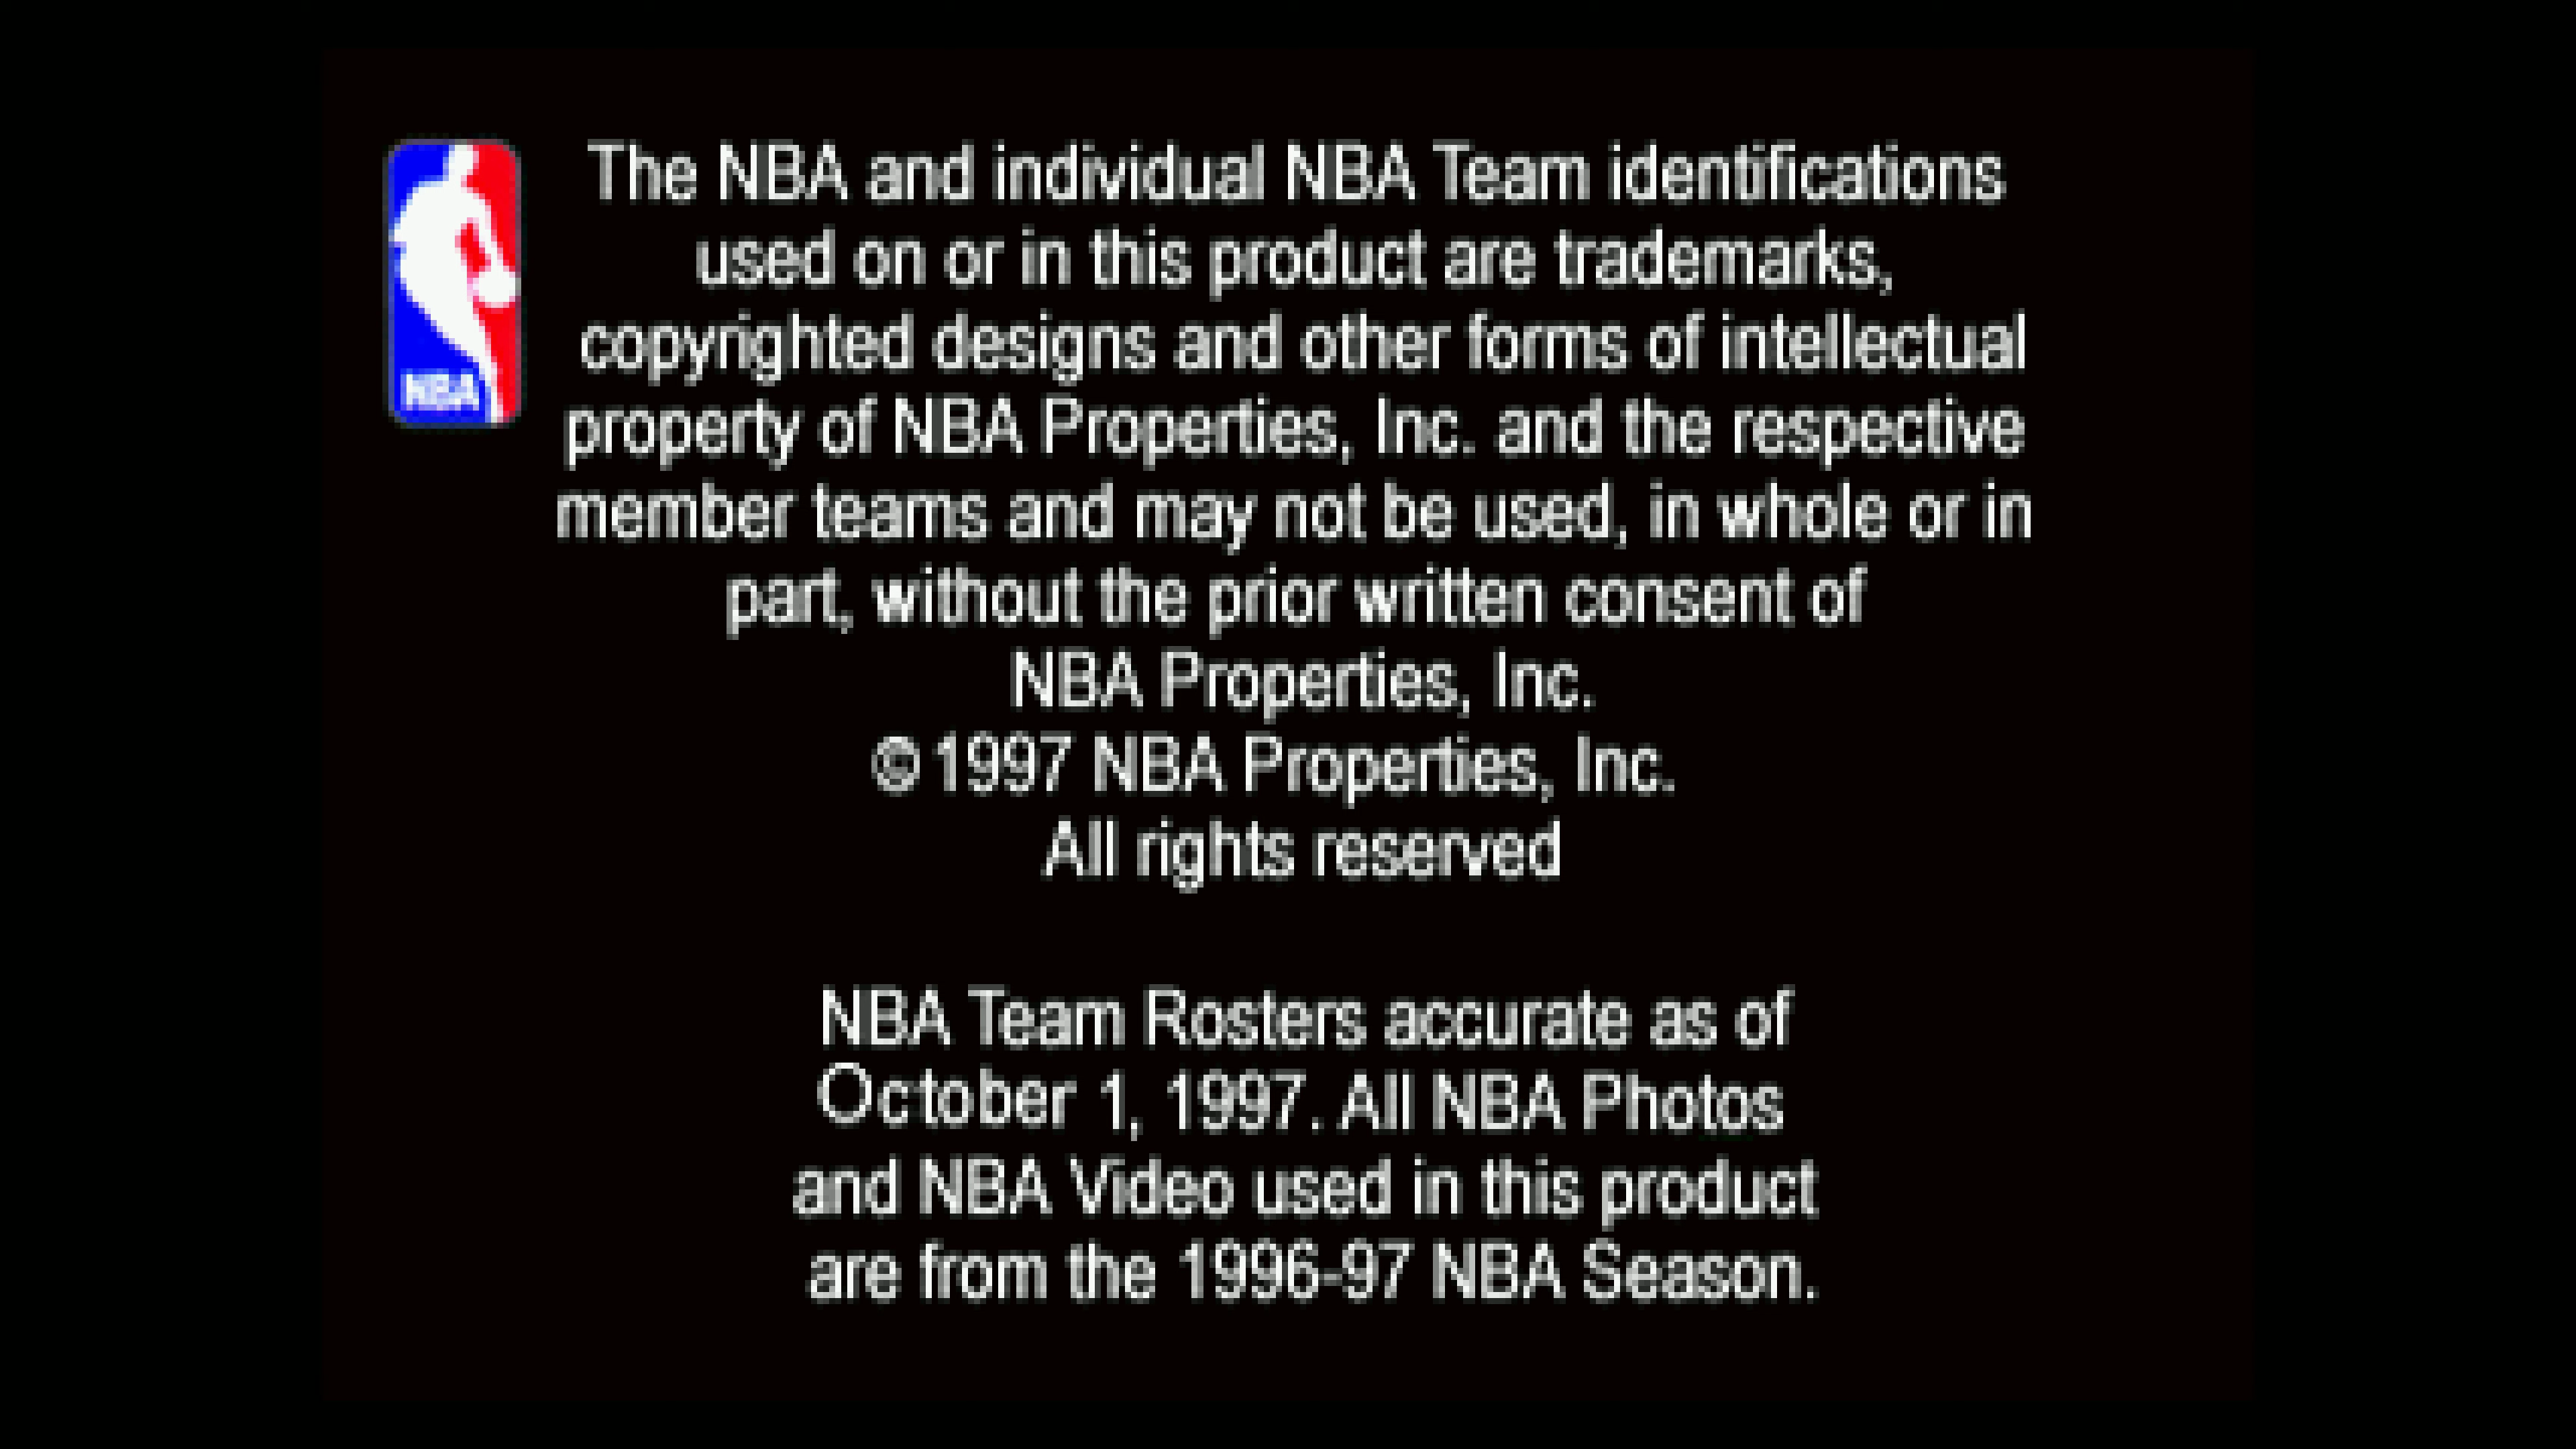 NBA
The NBA and individual NBA Team identifications
used on or in this product are trademarks,
copyrighted designs and other forms of intellectual
property of NBA Properties, Inc. and the respective
member teams and may not be used, in whole or in
part, without the prior written consent of
NBA Properties, Inc.
© 1997 NBA Properties, Inc.
All rights reserved
NBA Team Rosters accurate as of
October 1, 1997. All NBA Photos
and NBA Video used in this product
are from the 1996-97 NBA Season.